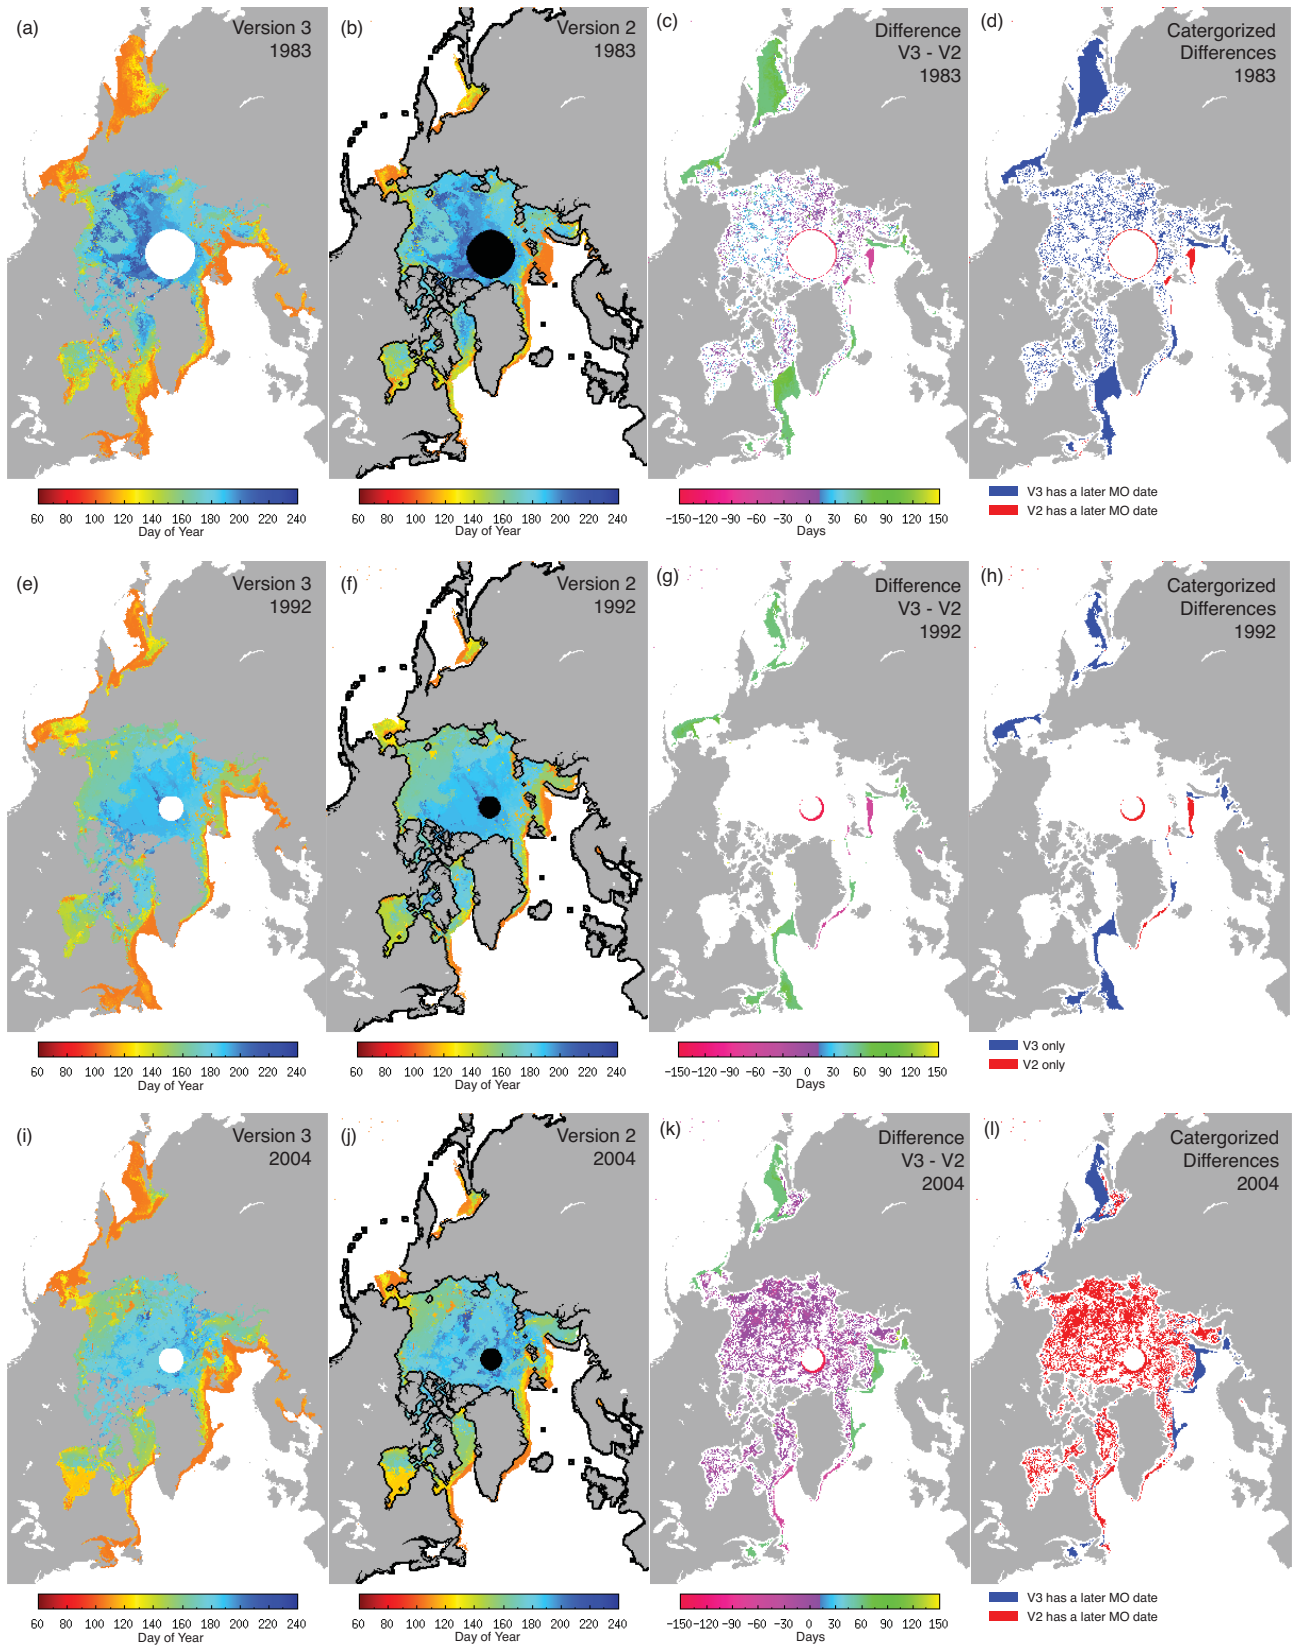 (a)
Version 3
1983
(b)
Version 2
1983
(c)
Difference
V3 - V2
1983
(d)
Catergorized
Differences
1983
60 80 100 120 140 160 180 200 220 240
Day of Year
60 80 100 120 140 160 180 200 220 240
Day of Year
−150−120−90 −60 −30 0 30 60 90 120 150
Days
V3 has a later MO date
V2 has a later MO date
(e)
Version 3
1992
(f)
Version 2
1992
(g)
Difference
V3 - V2
1992
(h)
Catergorized
Differences
1992
60 80 100 120 140 160 180 200 220 240
Day of Year
60 80 100 120 140 160 180 200 220 240
Day of Year
−150−120−90 −60 −30 0 30 60 90 120 150
Days
V3 only
V2 only
(i)
Version 3
2004
(j)
Version 2
2004
(k)
Difference
V3 - V2
2004
(l)
Catergorized
Differences
2004
60 80 100 120 140 160 180 200 220 240
Day of Year
60 80 100 120 140 160 180 200 220 240
Day of Year
−150−120−90 −60 −30 0 30 60 90 120 150
Days
V3 has a later MO date
V2 has a later MO date